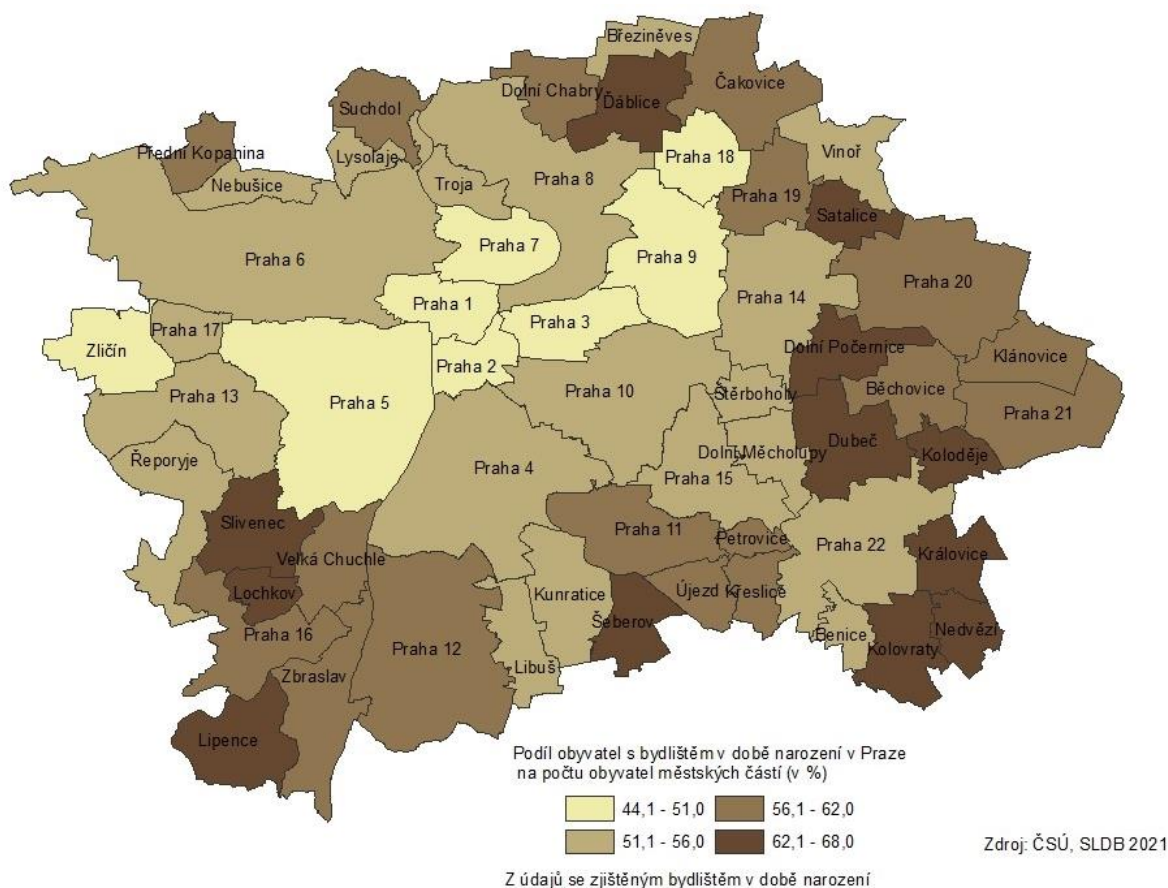 Březiněves
Čakovice
Dolní Chabry
Ďáblice
Suchdol
Přední Kopanina
Lysolaje
Praha 18
Vinoř
Nebušice
Troja
Praha 8
Praha 19
Satalice
Praha 7
Praha 9
Praha 6
Praha 20
Praha 14
Praha 1
Praha 3
Praha 17
Zličín
Dolní Počernice
Klánovice
Praha 2
Praha 13
Praha 5
Praha 10
Štěrboholy
Běchovice
Praha 21
Dubeč
Dolní Měcholupy
Koloděje
Řeporyje
Praha 4
Praha 15
Slivenec
Praha 11
Petrovice
Praha 22
Královice
Velká Chuchle
Lochkov
Kunratice
Újezd
Křeslice
Šeberov
Praha 16
Benice
Nedvězí
Praha 12
Kolovraty
Libuš
Zbraslav
Lipence
Podíl obyvatel s bydlištěm v době narození v Praze
na počtu obyvatel městských částí (v %)
44,1 - 51,0
56,1 - 62,0
51,1 - 56,0
62,1 - 68,0
Zdroj: ČSÚ, SLDB 2021
Z údajů se zjištěným bydlištěm v době narození